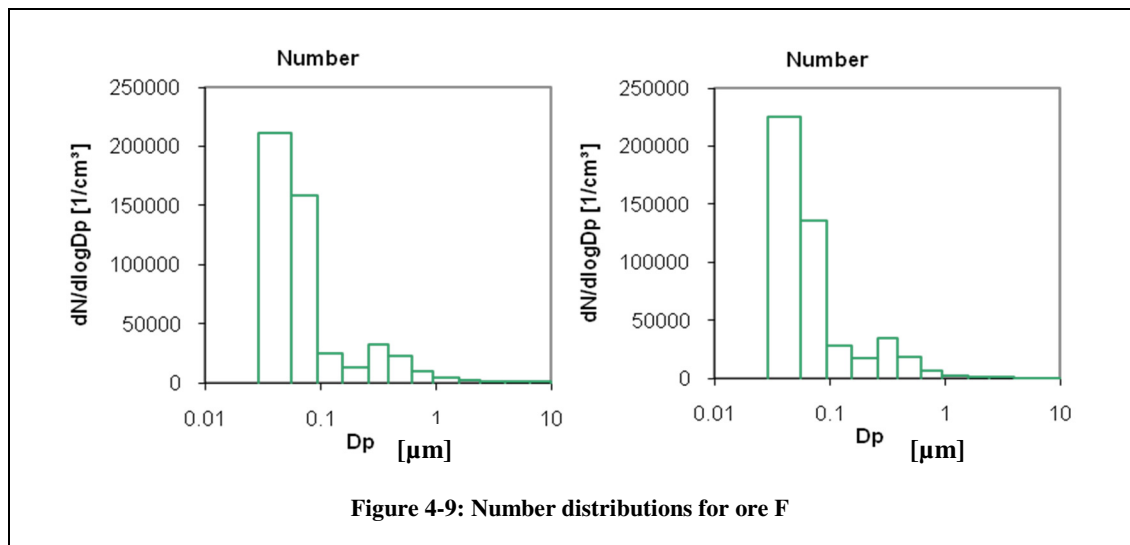 Number
250000
200000
150000
100000
50000
0
dN/dlogDp [1/cm³]
0.01 0.1 1 10
Dp [µm]
Number
250000
200000
150000
100000
50000
0
dN/dlogDp [1/cm³]
0.01 0.1 1 10
Dp [µm]
Figure 4-9: Number distributions for ore F